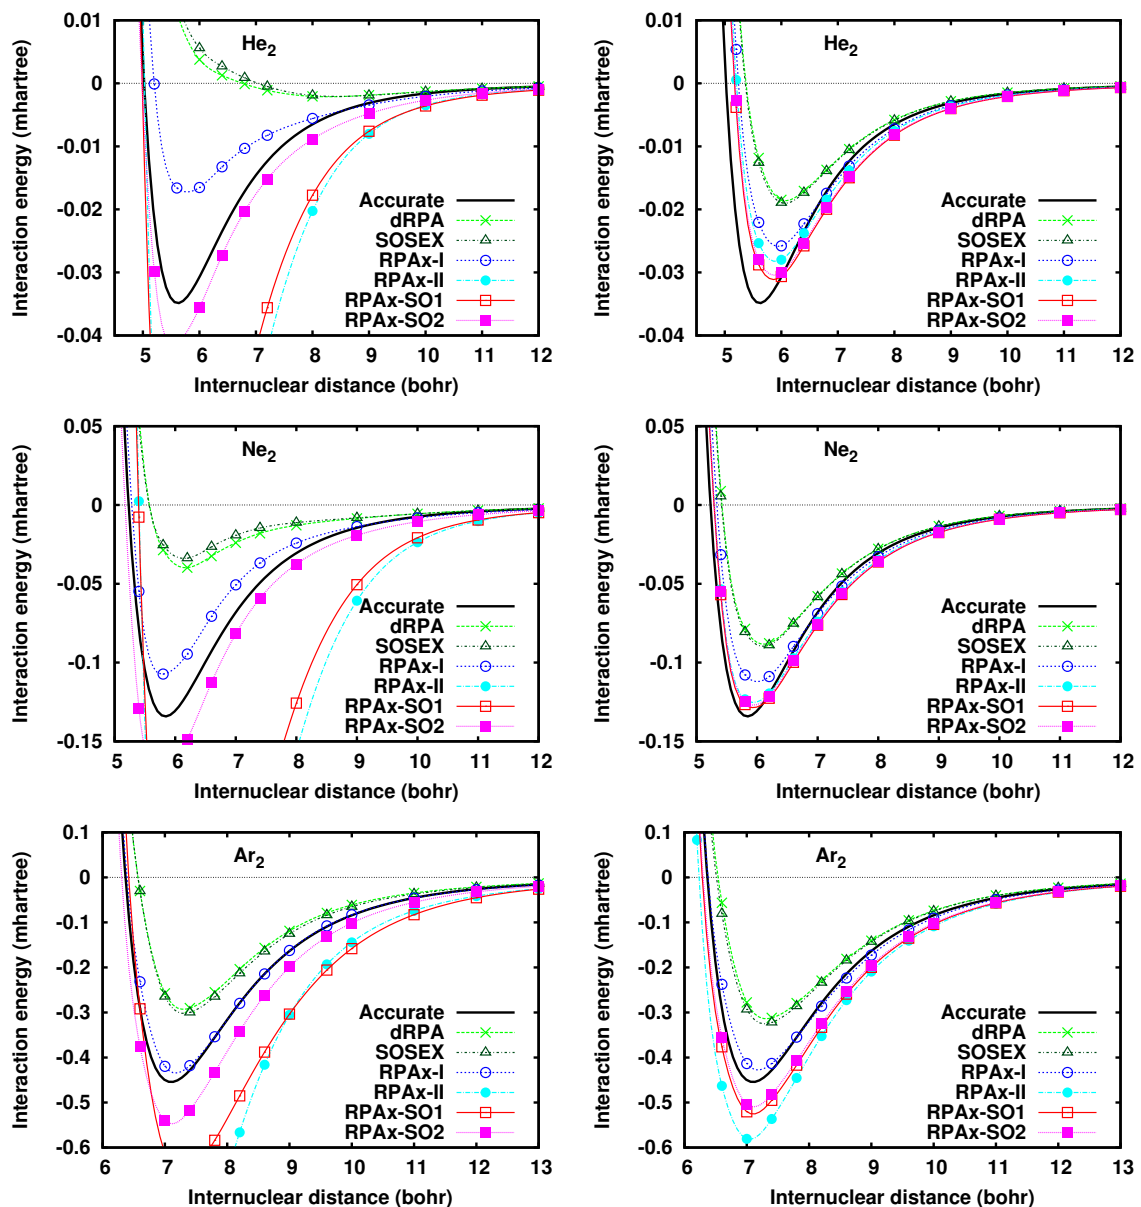 0.01
0
-0.01
-0.02
-0.03
-0.04
Interaction energy (mhartree)
He2
Accurate
dRPA
SOSEX
RPAx-I
RPAx-II
RPAx-SO1
RPAx-SO2
5 6 7 8 9 10 11 12
Internuclear distance (bohr)
0.01
0
-0.01
-0.02
-0.03
-0.04
Interaction energy (mhartree)
He2
Accurate
dRPA
SOSEX
RPAx-I
RPAx-II
RPAx-SO1
RPAx-SO2
5 6 7 8 9 10 11 12
Internuclear distance (bohr)
0.05
0
-0.05
-0.1
-0.15
Interaction energy (mhartree)
Ne2
Accurate
dRPA
SOSEX
RPAx-I
RPAx-II
RPAx-SO1
RPAx-SO2
5 6 7 8 9 10 11 12
Internuclear distance (bohr)
0.05
0
-0.05
-0.1
-0.15
Interaction energy (mhartree)
Ne2
Accurate
dRPA
SOSEX
RPAx-I
RPAx-II
RPAx-SO1
RPAx-SO2
5 6 7 8 9 10 11 12
Internuclear distance (bohr)
0.1
0
-0.1
-0.2
-0.3
-0.4
-0.5
-0.6
Interaction energy (mhartree)
Ar2
Accurate
dRPA
SOSEX
RPAx-I
RPAx-II
RPAx-SO1
RPAx-SO2
6 7 8 9 10 11 12 13
Internuclear distance (bohr)
0.1
0
-0.1
-0.2
-0.3
-0.4
-0.5
-0.6
Interaction energy (mhartree)
Ar2
Accurate
dRPA
SOSEX
RPAx-I
RPAx-II
RPAx-SO1
RPAx-SO2
6 7 8 9 10 11 12 13
Internuclear distance (bohr)